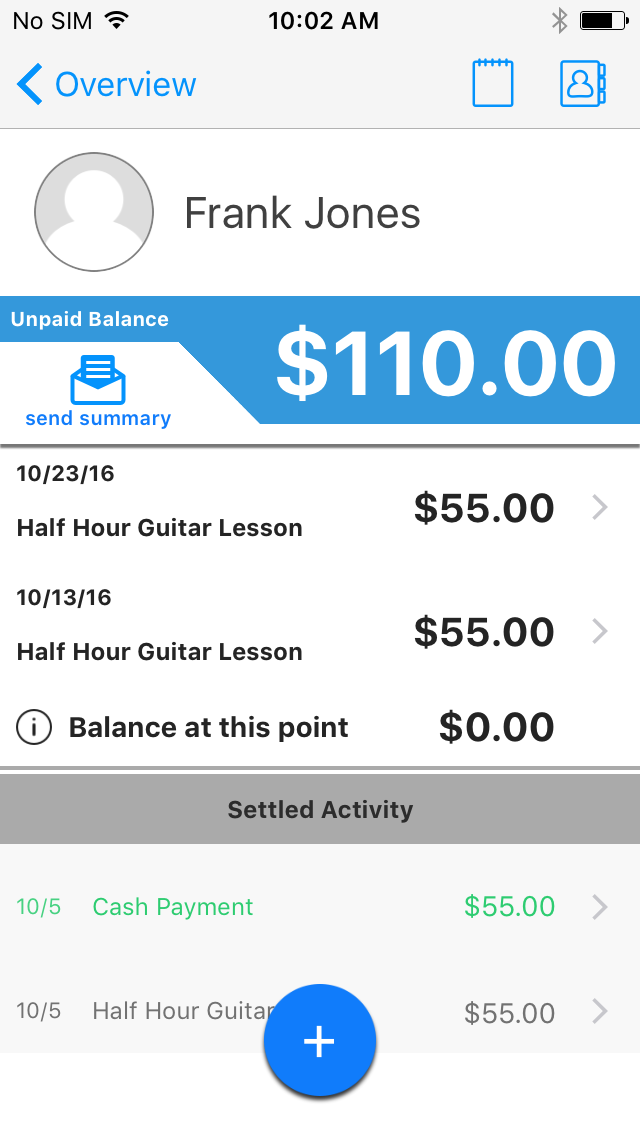 No SIM 10:02 AM
Overview
Frank Jones
Unpaid Balance
$110.00
send summary
10/23/16
Half Hour Guitar Lesson $55.00
10/13/16
Half Hour Guitar Lesson $55.00
Balance at this point $0.00
Settled Activity
10/5 Cash Payment $55.00
10/5 Half Hour Guitar $55.00
+